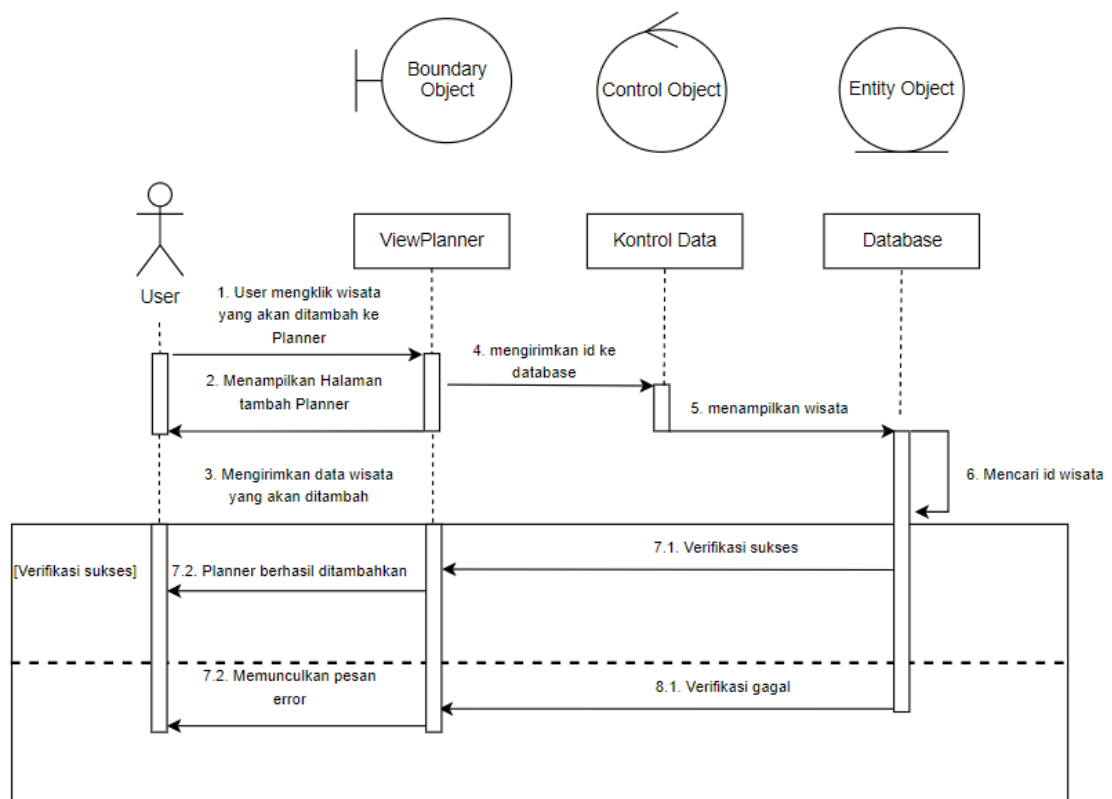 Boundary
Object
Control Object
Entity Object
User
ViewPlanner
Kontrol Data
Database
1. User mengklik wisata
yang akan ditambah ke
Planner
2. Menampilkan Halaman
tambah Planner
3. Mengirimkan data wisata
yang akan ditambah
4. mengirimkan id ke
database
5. menampilkan wisata
6. Mencari id wisata
[Verifikasi sukses]
7.1. Verifikasi sukses
7.2. Planner berhasil ditambahkan
8.1. Verifikasi gagal
7.2. Memunculkan pesan
error